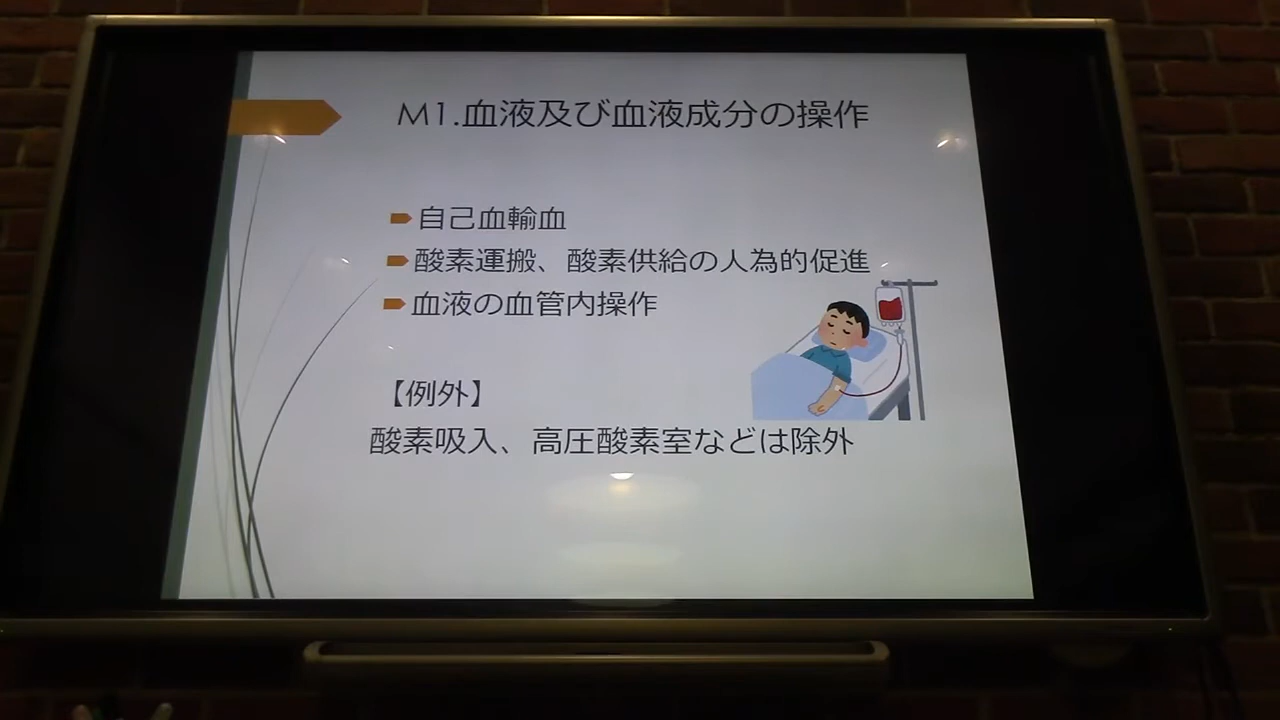 M1.血液及び血液成分の操作
自己血輸血
酸素運搬、酸素供給の人為的促進
血液の血管内操作
【例外】
酸素吸入、高圧酸素室などは除外